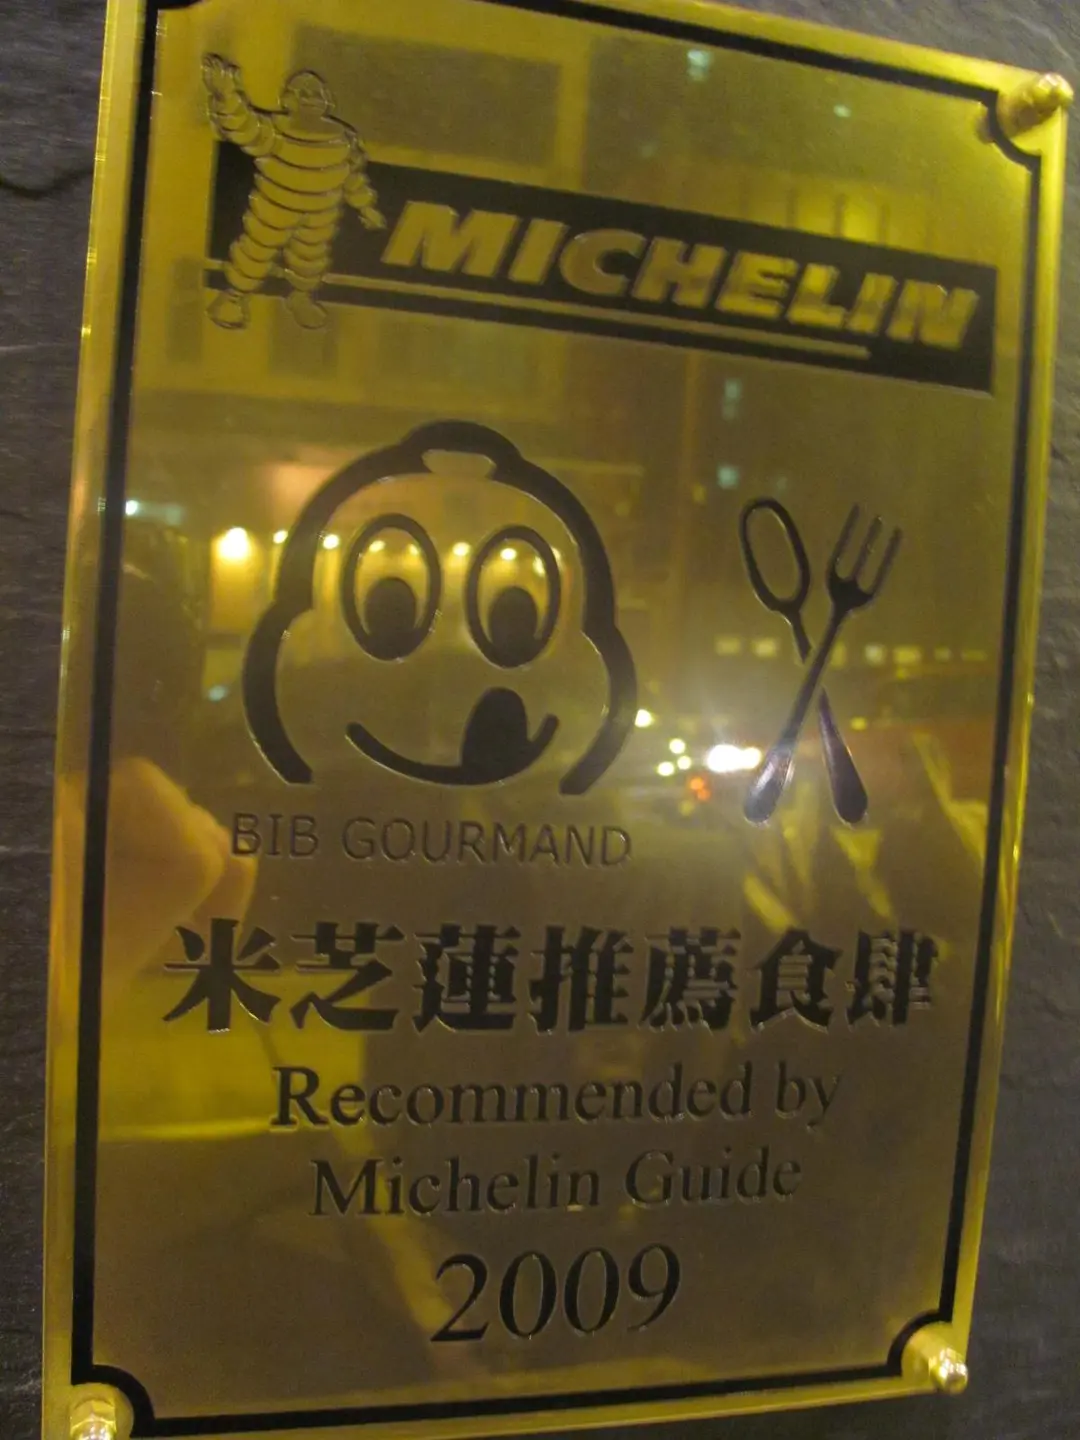 MICHELIN
BIB GOURMAND
米芝蓮推薦食肆
Recommended by
Michelin Guide
2009